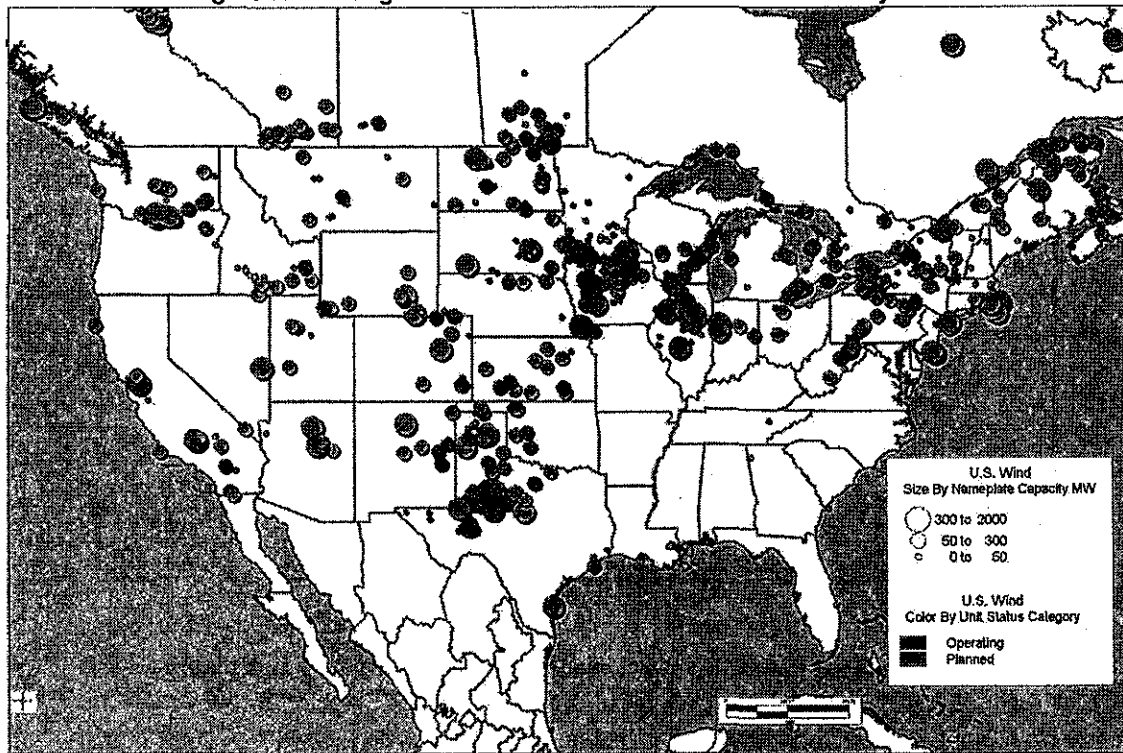 U.S. Wind
Size By Nameplate Capacity MW
300 to 2000
50 to 300
0 to 50
U.S. Wind
Color By Unit Status Category
Operating
Planned